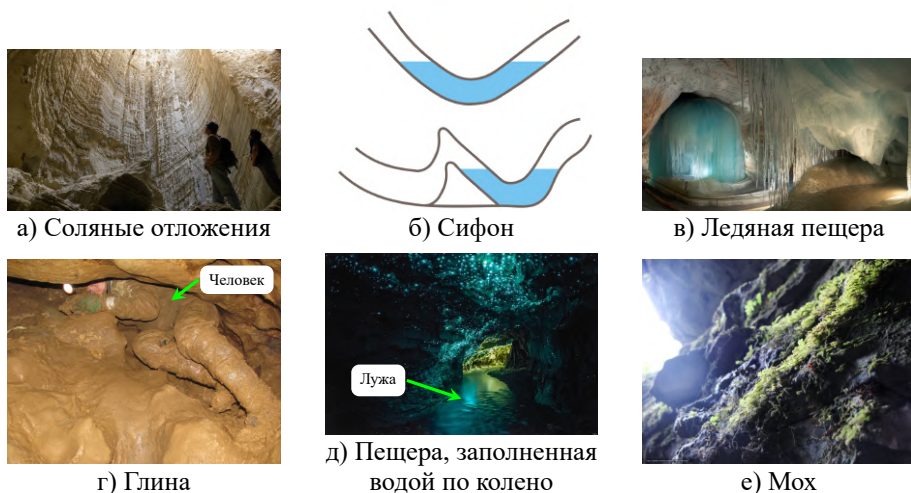 а) Соляные отложения
б) Сифон
в) Ледяная пещера
Человек
г) Глина
Лужа
д) Пещера, заполненная
водой по колено
е) Мох